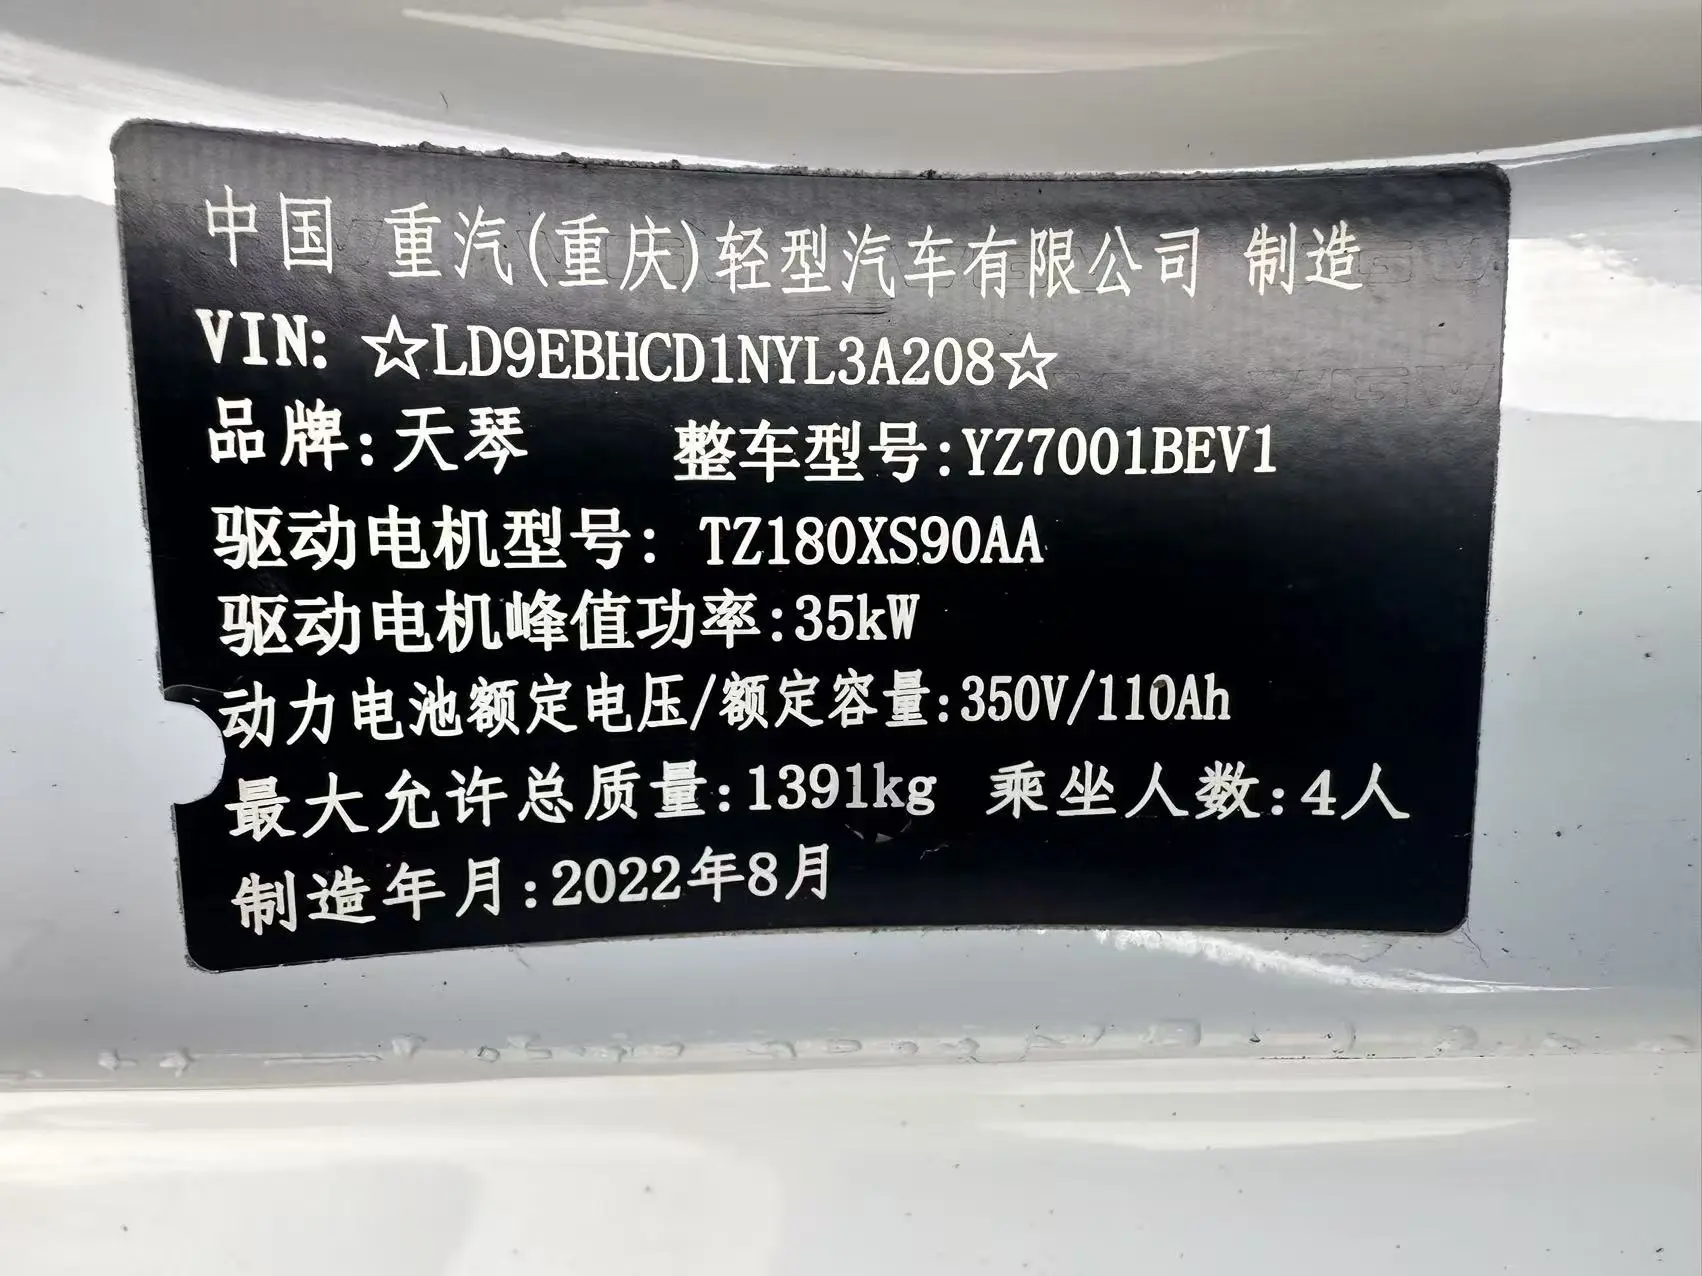 中国 重汽(重庆)轻型汽车有限公司 制造
VIN: ☆LD9EBHCD1NYL3A208☆
品牌:天琴 整车型号:YZ7001BEV1
驱动电机型号: TZ180XS90AA
驱动电机峰值功率:35kW
动力电池额定电压/额定容量:350V/110Ah
最大允许总质量:1391kg 乘坐人数:4人
制造年月:2022年8月